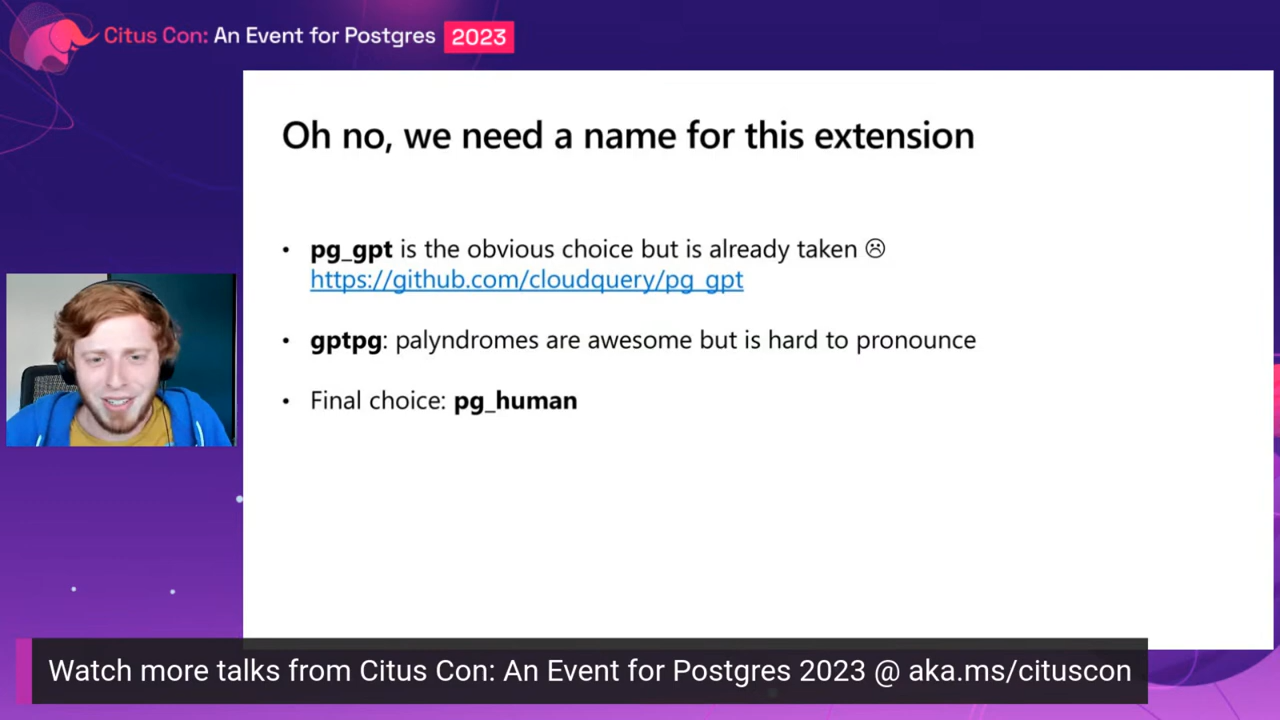 Citus Con: An Event for Postgres 2023
Oh no, we need a name for this extension
• pg_gpt is the obvious choice but is already taken ☹
https://github.com/cloudquery/pg_gpt
• gptpg: palyndromes are awesome but is hard to pronounce
• Final choice: pg_human
Watch more talks from Citus Con: An Event for Postgres 2023 @ aka.ms/cituscon